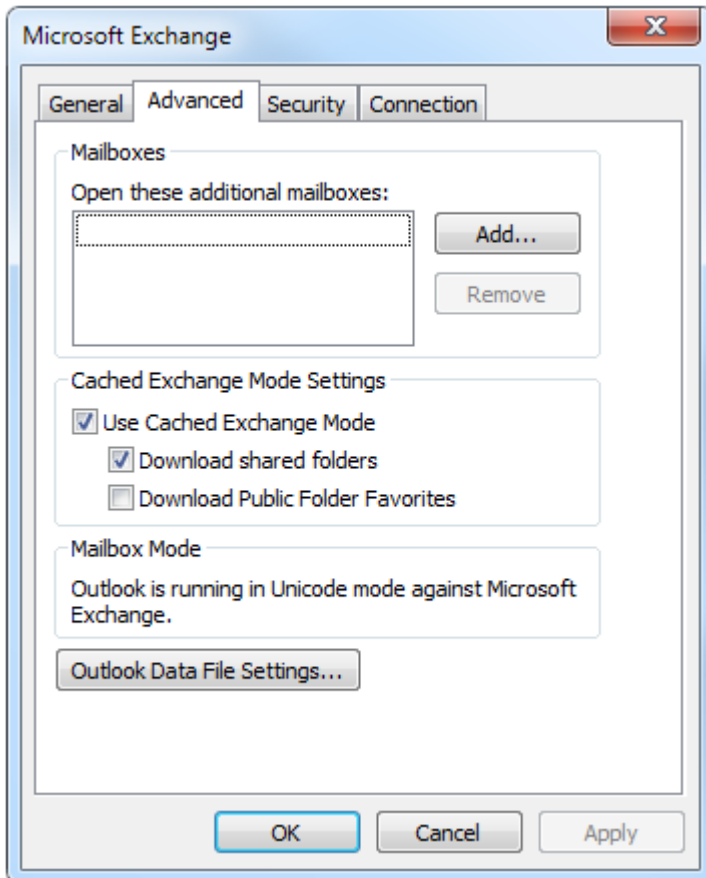 Microsoft Exchange
General Advanced Security Connection
Mailboxes
Open these additional mailboxes:
Add...
Remove
Cached Exchange Mode Settings
Use Cached Exchange Mode
Download shared folders
Download Public Folder Favorites
Mailbox Mode
Outlook is running in Unicode mode against Microsoft
Exchange.
Outlook Data File Settings...
OK Cancel Apply